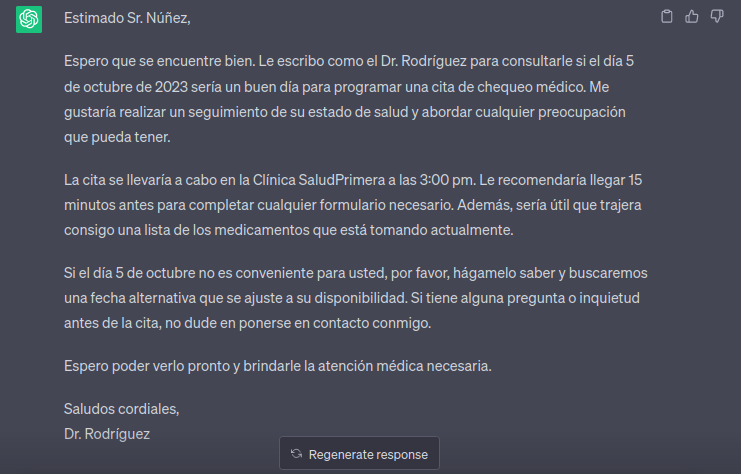 Estimado Sr. Núñez,
Espero que se encuentre bien. Le escribo como el Dr. Rodríguez para consultarle si el día 5
de octubre de 2023 sería un buen día para programar una cita de chequeo médico. Me
gustaría realizar un seguimiento de su estado de salud y abordar cualquier preocupación
que pueda tener.
La cita se llevaría a cabo en la Clínica SaludPrimera a las 3:00 pm. Le recomendaría llegar 15
minutos antes para completar cualquier formulario necesario. Además, sería útil que trajera
consigo una lista de los medicamentos que está tomando actualmente.
Si el día 5 de octubre no es conveniente para usted, por favor, hágamelo saber y buscaremos
una fecha alternativa que se ajuste a su disponibilidad. Si tiene alguna pregunta o inquietud
antes de la cita, no dude en ponerse en contacto conmigo.
Espero poder verlo pronto y brindarle la atención médica necesaria.
Saludos cordiales,
Dr. Rodríguez
Regenerate response